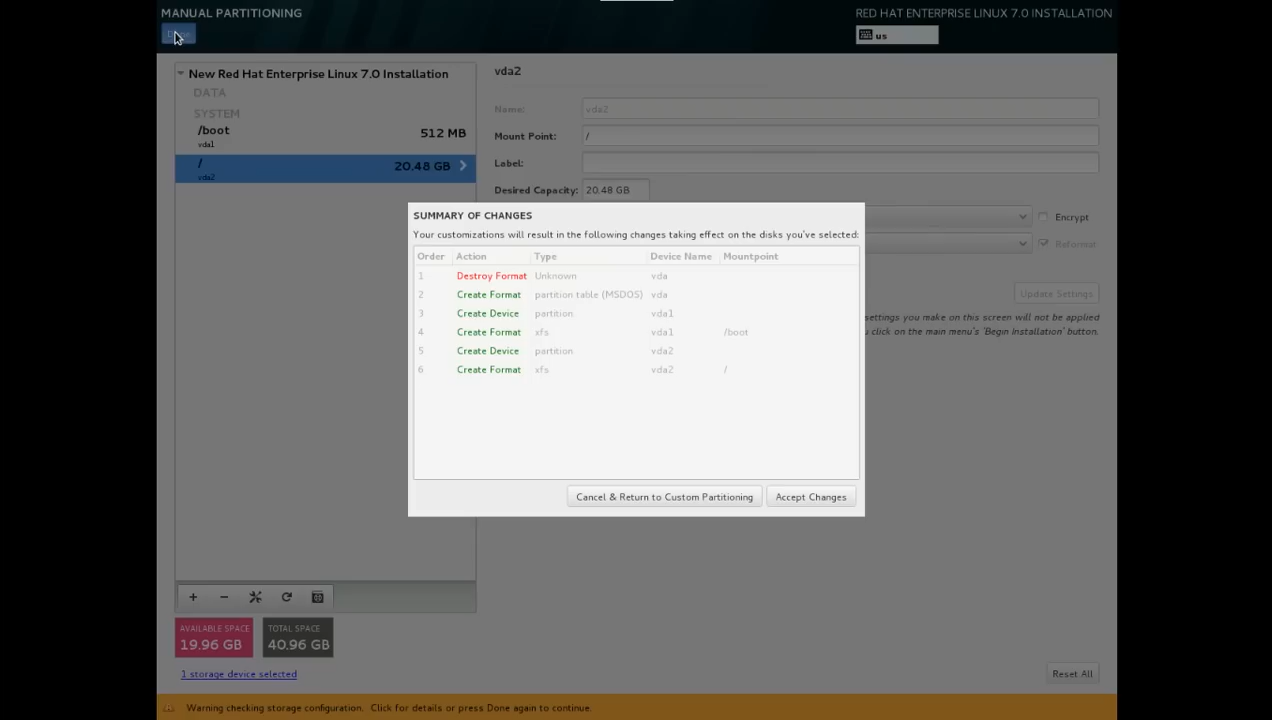 MANUAL PARTITIONING
RED HAT ENTERPRISE LINUX 7.0 INSTALLATION
Done
us
New Red Hat Enterprise Linux 7.0 Installation
DATA
SYSTEM
/boot 512 MB
vda1
/ 20.48 GB
vda2
vda2
Name: vda2
Mount Point: /
Label:
Desired Capacity: 20.48 GB
Encrypt
Reformat
Update Settings
settings you make on this screen will not be applied
click on the main menu's 'Begin Installation' button.
SUMMARY OF CHANGES
Your customizations will result in the following changes taking effect on the disks you've selected:
Order Action Type Device Name Mountpoint
1 Destroy Format Unknown vda
2 Create Format partition table (MSDOS) vda
3 Create Device partition vda1
4 Create Format xfs vda1 /boot
5 Create Device partition vda2
6 Create Format xfs vda2 /
Cancel & Return to Custom Partitioning Accept Changes
AVAILABLE SPACE
19.96 GB
TOTAL SPACE
40.96 GB
1 storage device selected
Reset All
Warning checking storage configuration. Click for details or press Done again to continue.